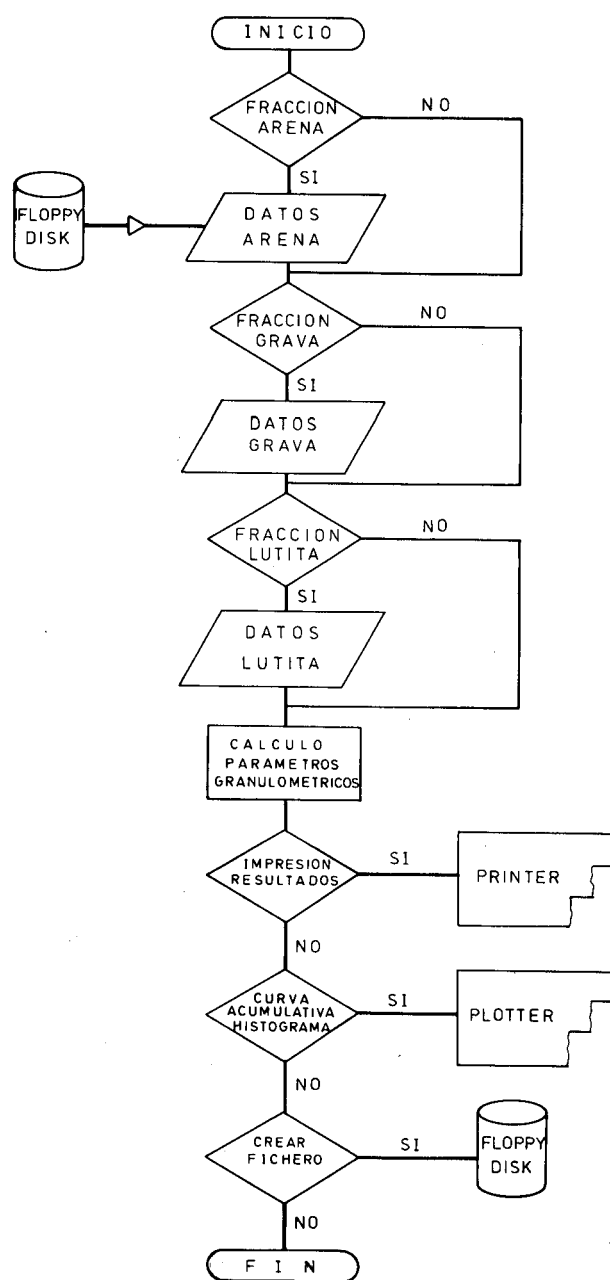 INICIO
FRACCION
ARENA
NO
SI
FLOPPY
DISK
DATOS
ARENA
FRACCION
GRAVA
NO
SI
DATOS
GRAVA
FRACCION
LUTITA
NO
SI
DATOS
LUTITA
CALCULO
PARAMETROS
GRANULOMETRICOS
IMPRESION
RESULTADOS
SI
PRINTER
NO
CURVA
ACUMULATIVA
HISTOGRAMA
SI
PLOTTER
NO
CREAR
FICHERO
SI
FLOPPY
DISK
NO
FIN